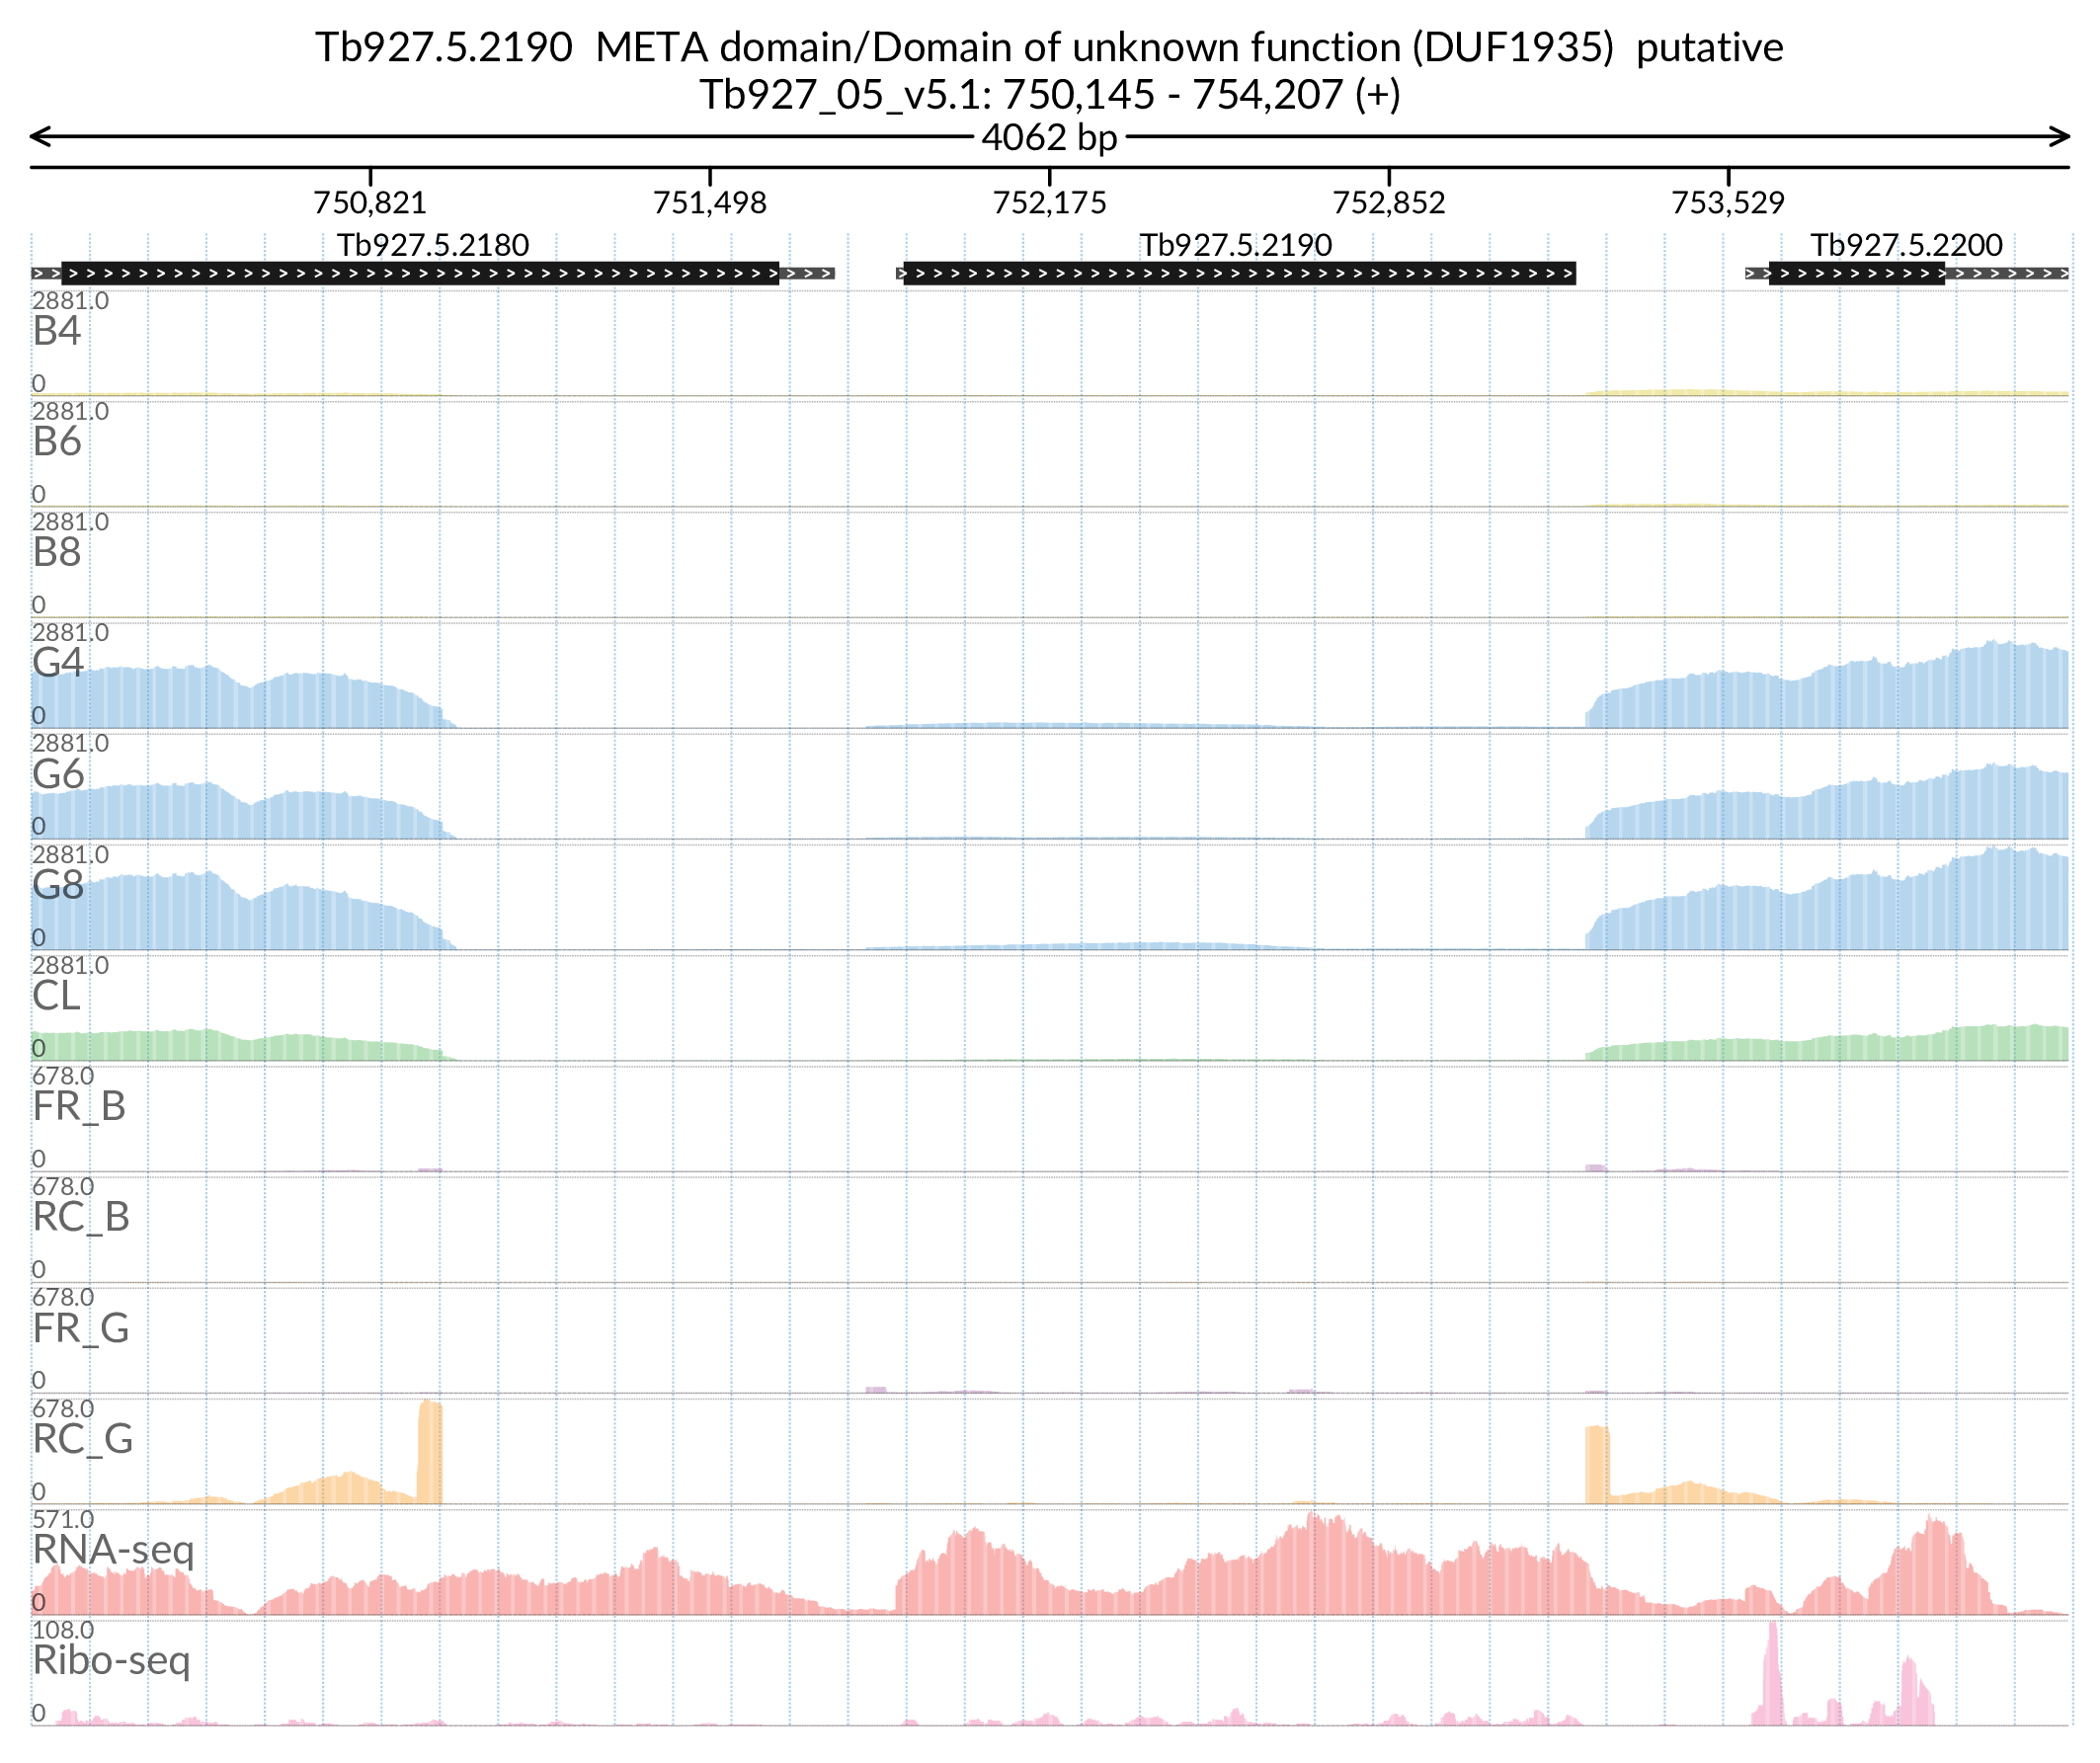 Tb927.5.2190  META domain/Domain of unknown function (DUF1935)  putative
Tb927_05_v5.1: 750,145 - 754,207 (+)
4062 bp
750,821 751,498 752,175 752,852 753,529
Tb927.5.2180 Tb927.5.2190 Tb927.5.2200
2881.0
B4
0
2881.0
B6
0
2881.0
B8
0
2881.0
G4
0
2881.0
G6
0
2881.0
G8
0
2881.0
CL
0
678.0
FR_B
0
678.0
RC_B
0
678.0
FR_G
0
678.0
RC_G
0
571.0
RNA-seq
0
108.0
Ribo-seq
0